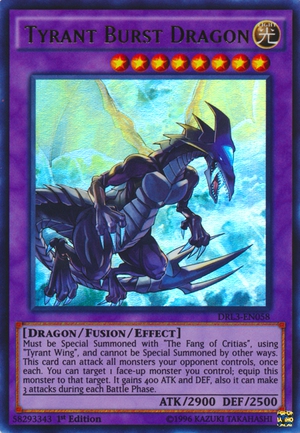 TYRANT BURST DRAGON
LIGHT
光
DRL3-EN058
[DRAGON/FUSION/EFFECT]
Must be Special Summoned with "The Fang of Critias", using
"Tyrant Wing", and cannot be Special Summoned by other ways.
This card can attack all monsters your opponent controls, once
each. You can target 1 face-up monster you control; equip this
monster to that target. It gains 400 ATK and DEF, also it can make
3 attacks during each Battle Phase.
ATK/2900 DEF/2500
58293343 1st Edition ©1996 KAZUKI TAKAHASHI